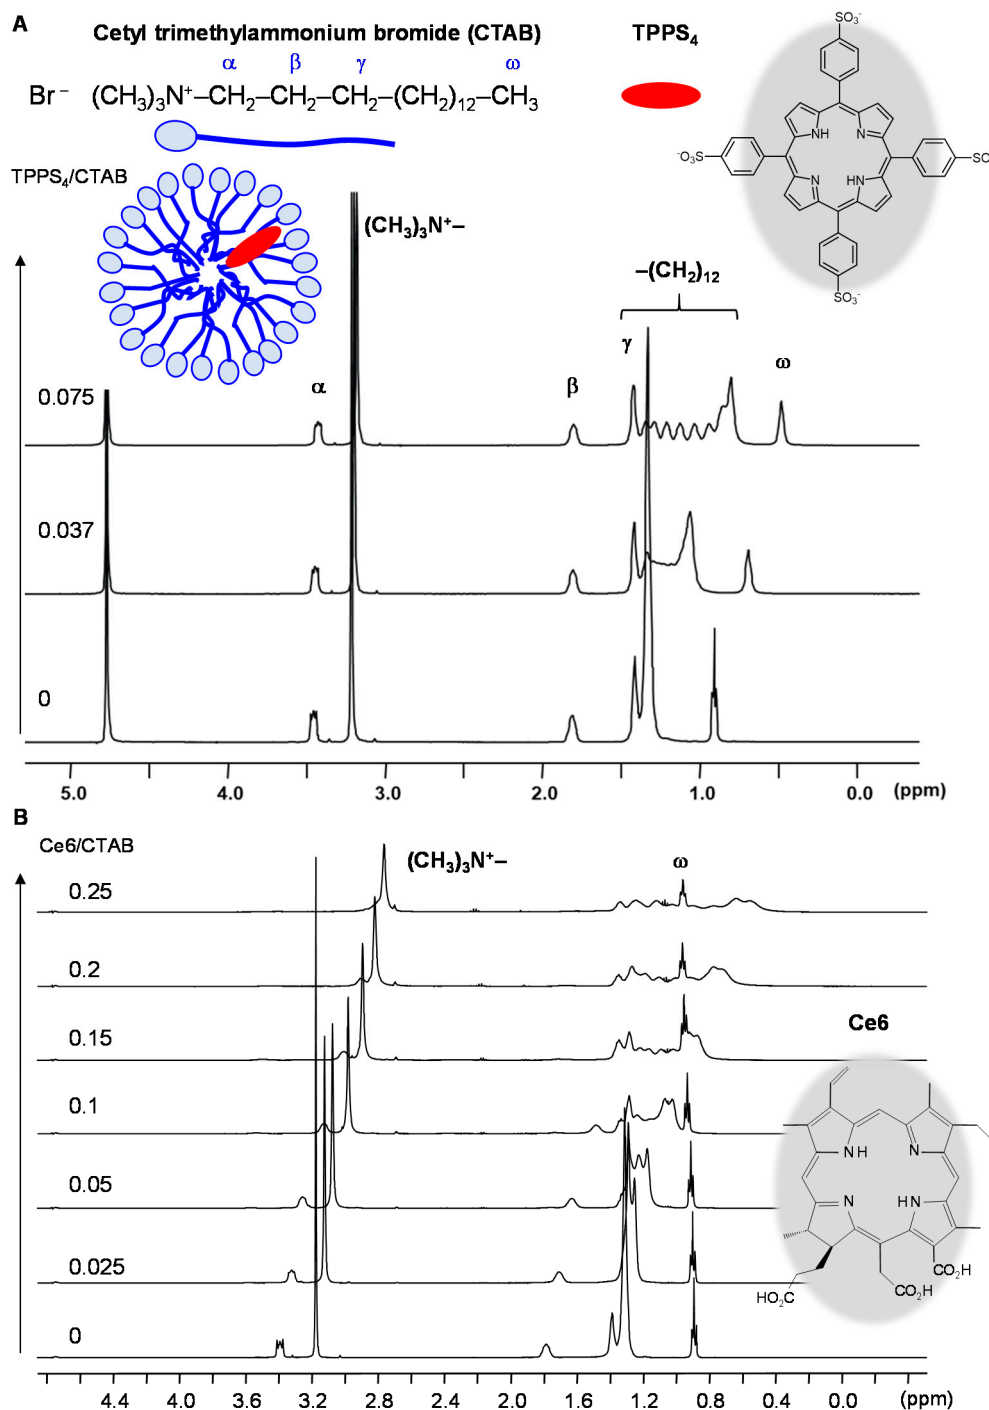 A
Cetyl trimethylammonium bromide (CTAB)
TPPS4
α β γ ω
Br⁻ (CH3)3N⁺–CH2–CH2–CH2–(CH2)12–CH3
SO3⁻
NH N
N HN
⁻O3S
SO
SO3⁻
TPPS4/CTAB
(CH3)3N⁺–
–(CH2)12
γ
ω
α
β
0.075
0.037
0
5.0 4.0 3.0 2.0 1.0 0.0 (ppm)
B
Ce6/CTAB
(CH3)3N⁺–
ω
0.25
0.2
0.15
0.1
0.05
0.025
0
Ce6
NH N
N HN
CO2H
CO2H
HO2C
4.4 4.0 3.6 3.2 2.8 2.4 2.0 1.6 1.2 0.8 0.4 0.0 (ppm)